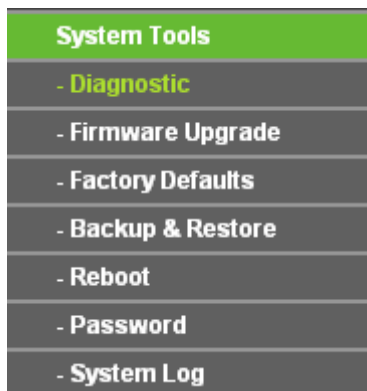 System Tools
- Diagnostic
- Firmware Upgrade
- Factory Defaults
- Backup & Restore
- Reboot
- Password
- System Log